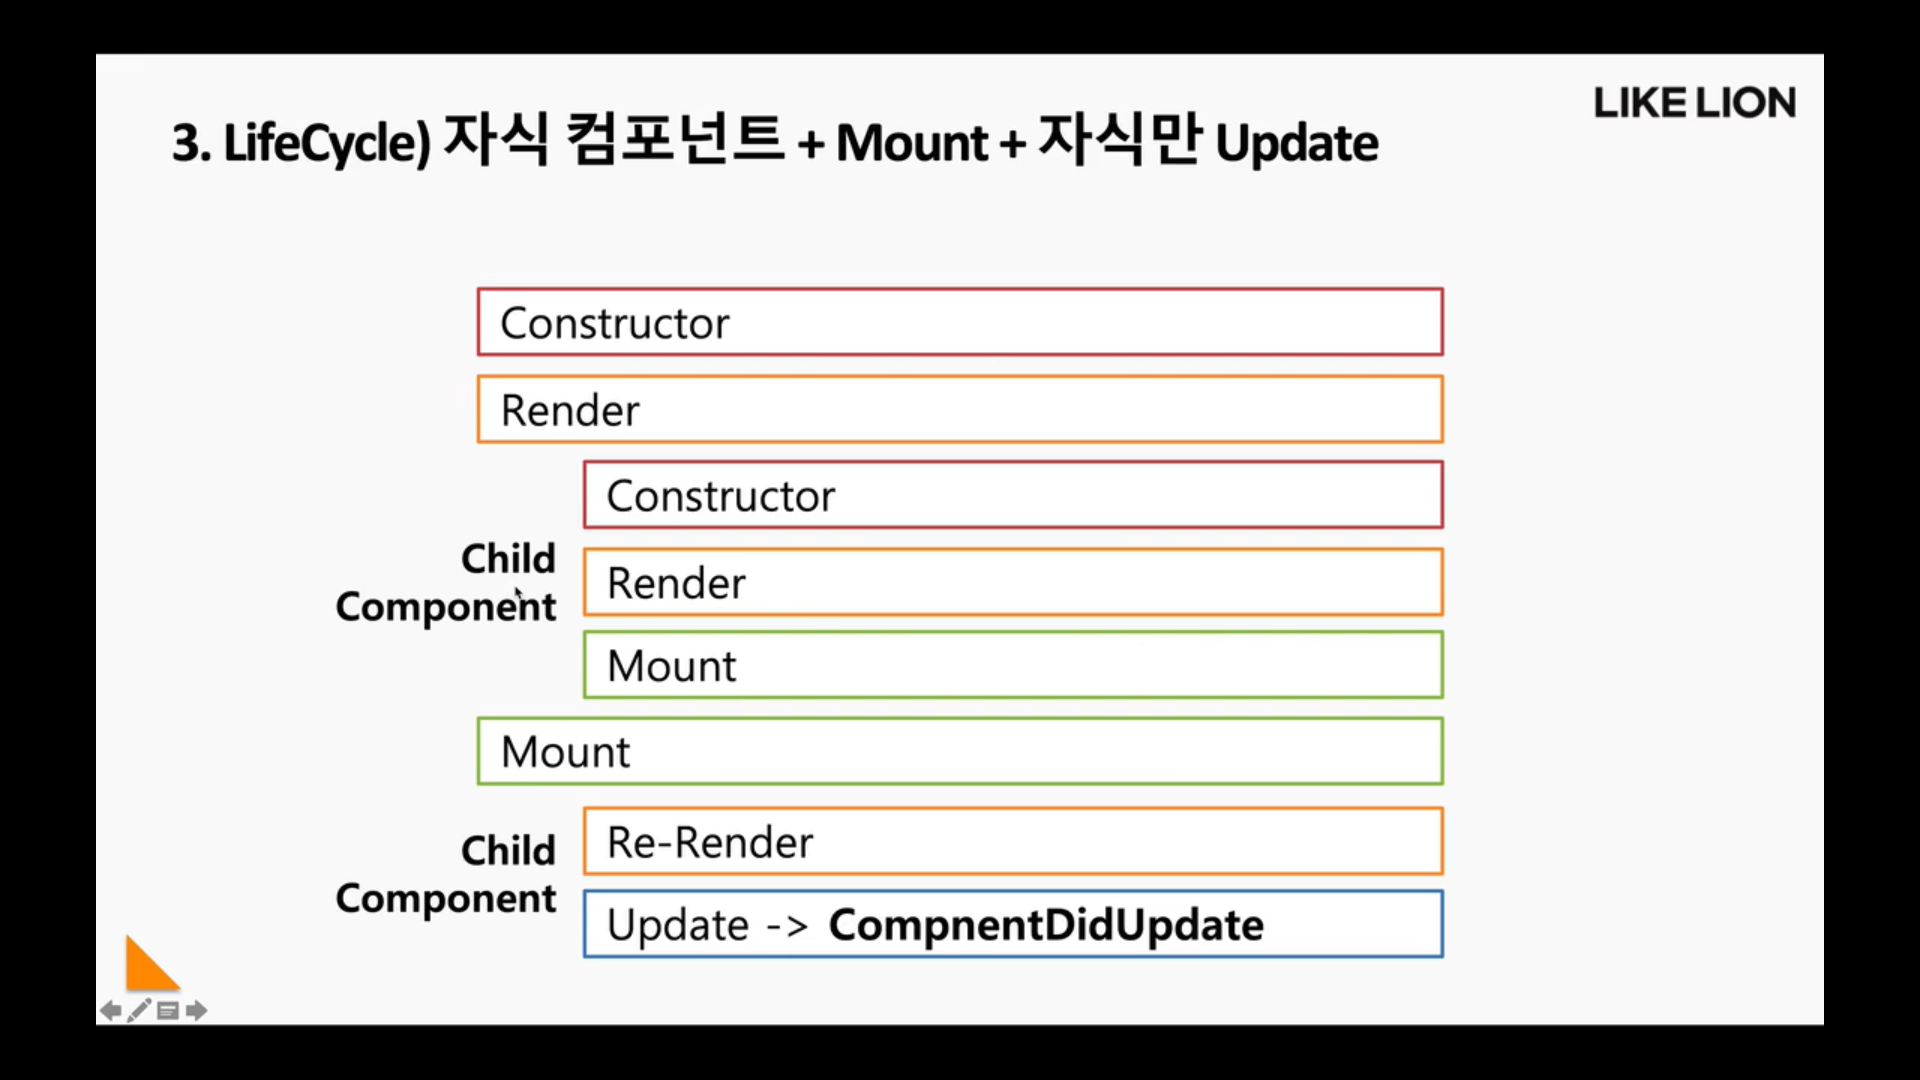 LIKE LION
3. LifeCycle) 자식 컴포넌트 + Mount + 자식만 Update
Constructor
Render
Constructor
Child
Component
Render
Mount
Mount
Child
Component
Re-Render
Update -> CompnentDidUpdate